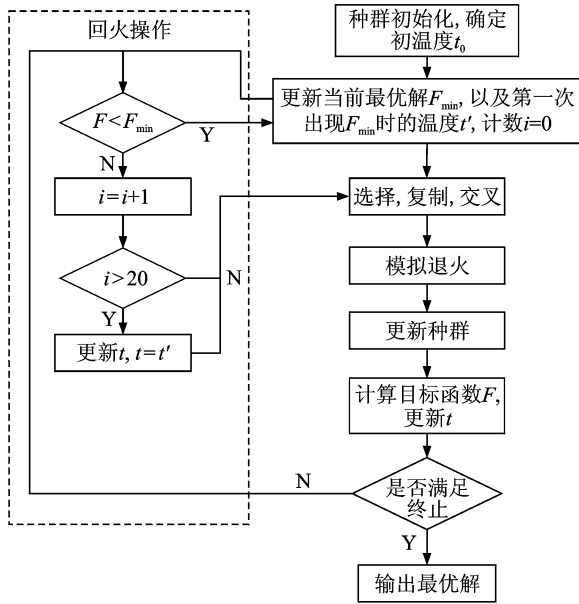 回火操作
F<Fmin
Y
N
i=i+1
i>20
N
Y
更新t, t=t′
种群初始化, 确定
初温度t0
更新当前最优解Fmin, 以及第一次
出现Fmin时的温度t′, 计数i=0
选择, 复制, 交叉
模拟退火
更新种群
计算目标函数F,
更新t
N
是否满足
终止
Y
输出最优解